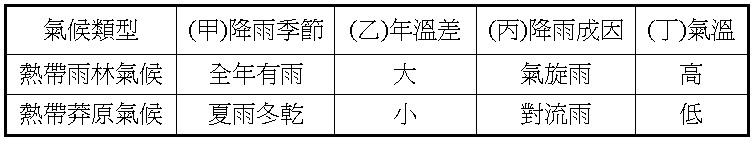 氣候類型 (甲)降雨季節 (乙)年溫差 (丙)降雨成因 (丁)氣溫
熱帶雨林氣候 全年有雨 大 氣旋雨 高
熱帶莽原氣候 夏雨冬乾 小 對流雨 低